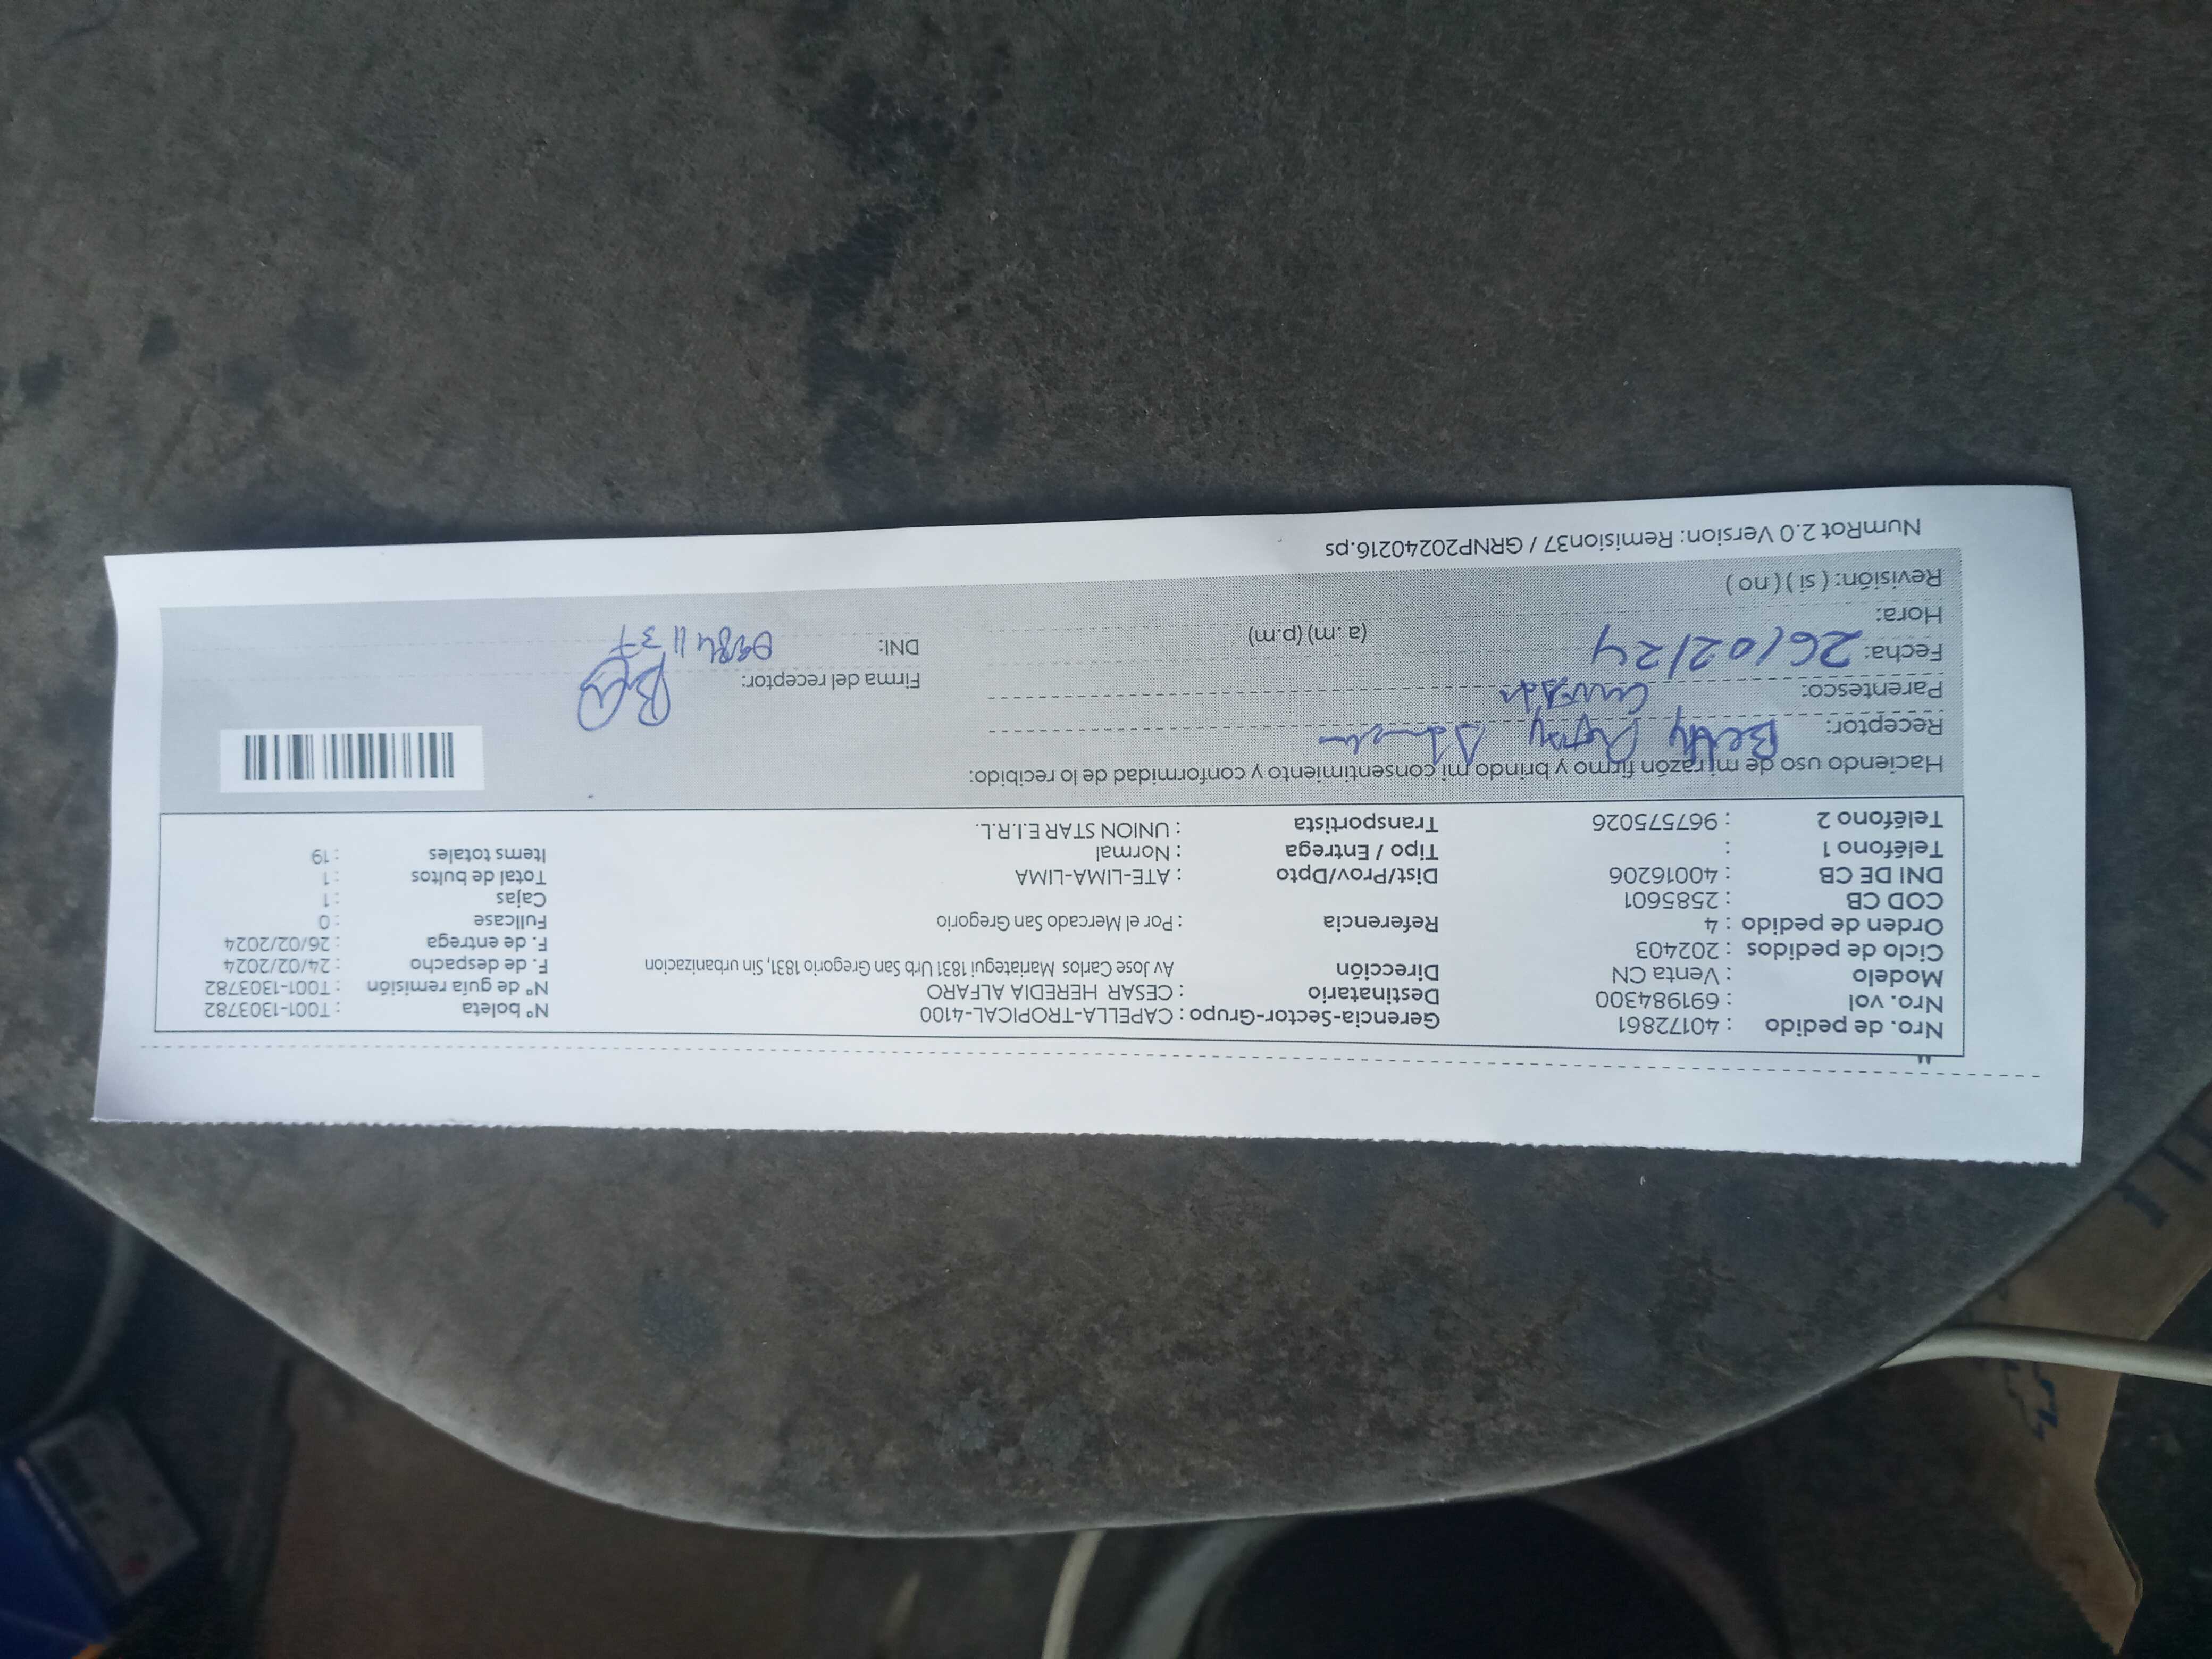 Nro. de pedido : 40172861 Gerencia-Sector-Grupo : CAPELLA-TROPICAL-4100 Nº boleta : T001-1303782
Nro. vol : 691984300 Destinatario : CESAR HEREDIA ALFARO Nº de guía remisión : T001-1303782
Modelo : Venta CN Dirección Av Jose Carlos Mariategui 1831 Urb San Gregorio 1831, Sin urbanizacion F. de despacho : 24/02/2024
Ciclo de pedidos : 202403 F. de entrega : 26/02/2024
Orden de pedido : 4 Referencia : Por el Mercado San Gregorio Fullcase : 0
COD CB : 2585601 Cajas : 1
DNI DE CB : 40016206 Dist/Prov/Dpto : ATE-LIMA-LIMA Total de bultos : 1
Teléfono 1 : Tipo / Entrega : Normal Items totales : 19
Teléfono 2 : 967575026 Transportista : UNION STAR E.I.R.L.
Haciendo uso de mi razón firmo y brindo mi consentimiento y conformidad de lo recibido:
Receptor: Betty
Parentesco: Firma del receptor:
Fecha: 26/02/24 DNI:
Hora: (a .m) (p.m)
Revisión: ( si ) ( no )
NumRot 2.0 Version: Remision37 / GRNP20240216.ps